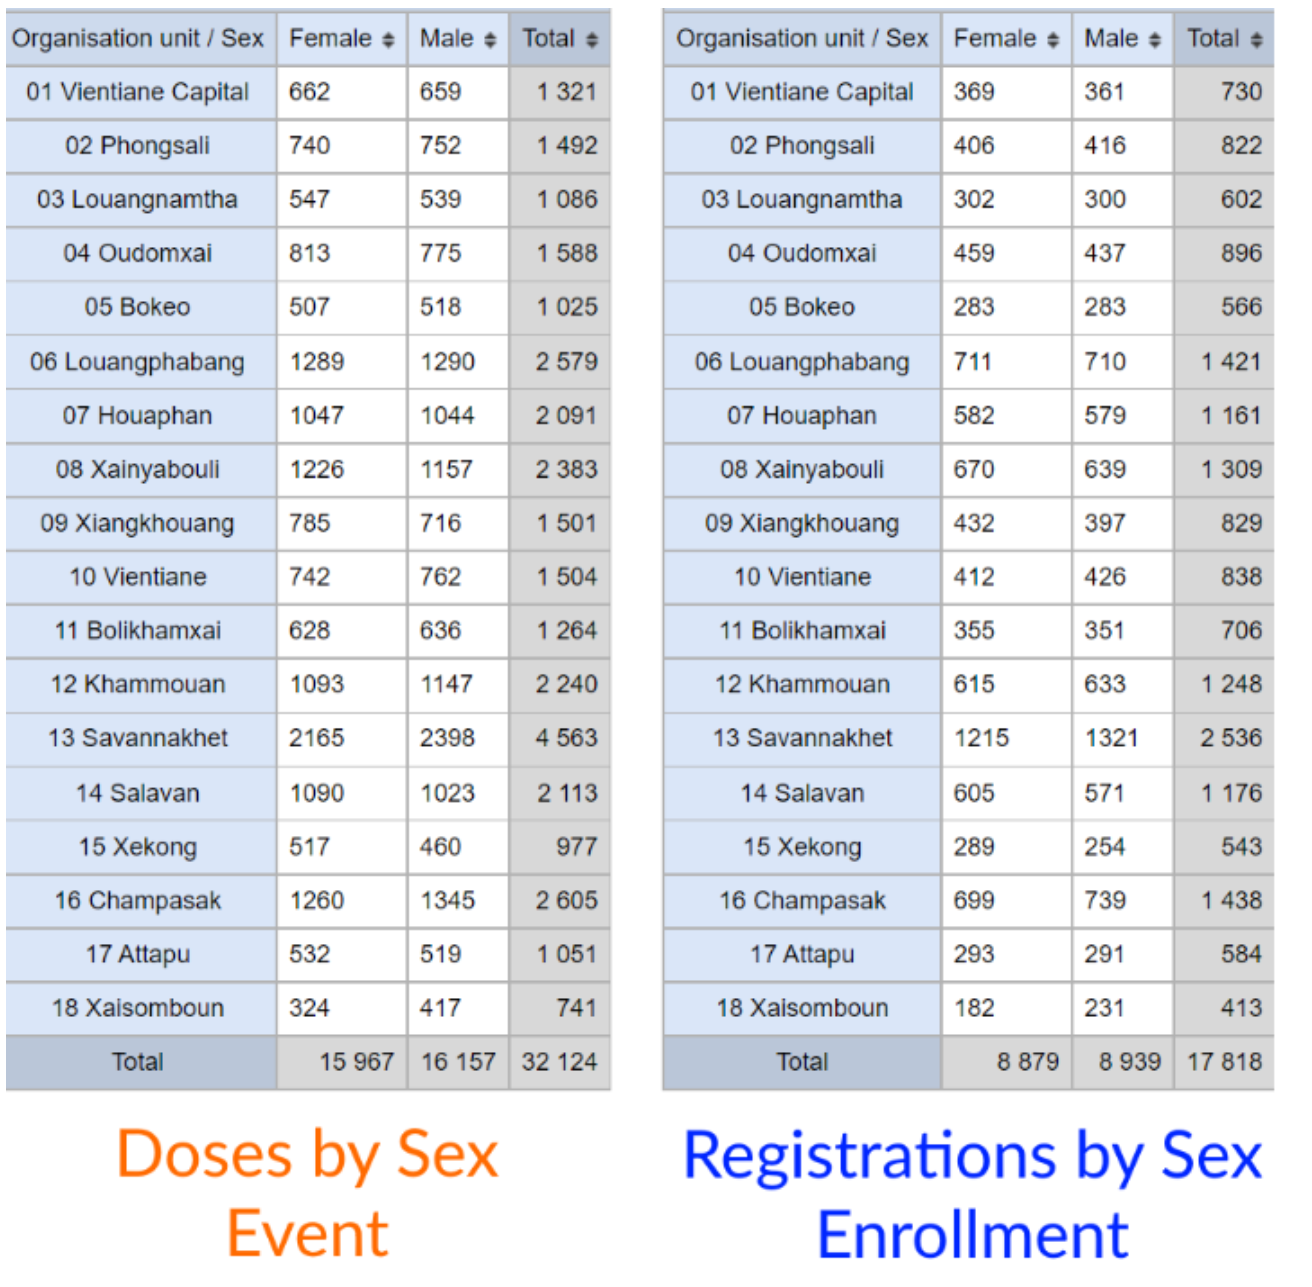 Organisation unit / Sex Female Male Total
01 Vientiane Capital 662 659 1 321
02 Phongsali 740 752 1 492
03 Louangnamtha 547 539 1 086
04 Oudomxai 813 775 1 588
05 Bokeo 507 518 1 025
06 Louangphabang 1289 1290 2 579
07 Houaphan 1047 1044 2 091
08 Xainyabouli 1226 1157 2 383
09 Xiangkhouang 785 716 1 501
10 Vientiane 742 762 1 504
11 Bolikhamxai 628 636 1 264
12 Khammouan 1093 1147 2 240
13 Savannakhet 2165 2398 4 563
14 Salavan 1090 1023 2 113
15 Xekong 517 460 977
16 Champasak 1260 1345 2 605
17 Attapu 532 519 1 051
18 Xaisomboun 324 417 741
Total 15 967 16 157 32 124
Doses by Sex
Event
Organisation unit / Sex Female Male Total
01 Vientiane Capital 369 361 730
02 Phongsali 406 416 822
03 Louangnamtha 302 300 602
04 Oudomxai 459 437 896
05 Bokeo 283 283 566
06 Louangphabang 711 710 1 421
07 Houaphan 582 579 1 161
08 Xainyabouli 670 639 1 309
09 Xiangkhouang 432 397 829
10 Vientiane 412 426 838
11 Bolikhamxai 355 351 706
12 Khammouan 615 633 1 248
13 Savannakhet 1215 1321 2 536
14 Salavan 605 571 1 176
15 Xekong 289 254 543
16 Champasak 699 739 1 438
17 Attapu 293 291 584
18 Xaisomboun 182 231 413
Total 8 879 8 939 17 818
Registrations by Sex
Enrollment